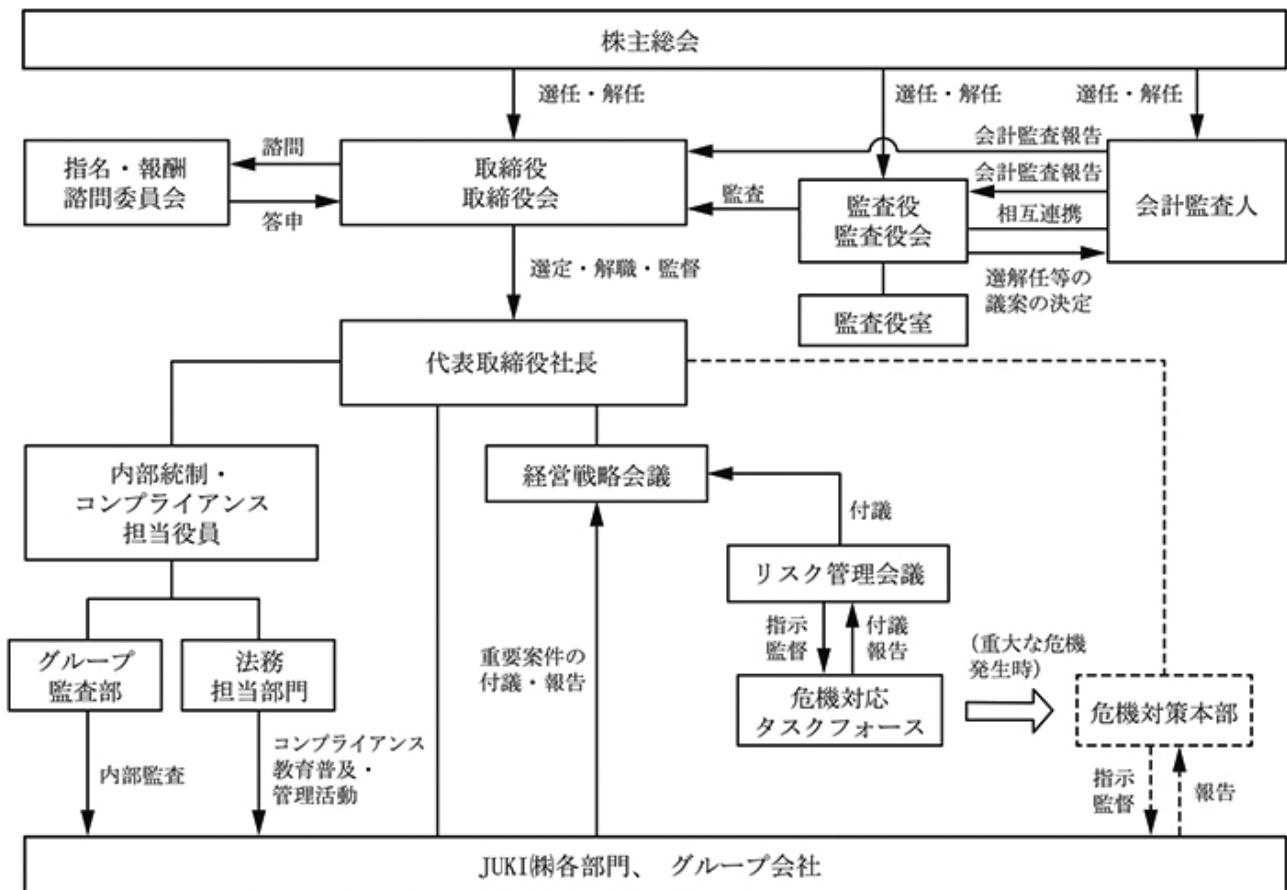 株主総会
選任・解任
選任・解任
選任・解任
指名・報酬
諮問委員会
諮問
答申
取締役
取締役会
監査
会計監査報告
会計監査報告
相互連携
監査役
監査役会
会計監査人
選解任等の
議案の決定
監査役室
選定・解職・監督
代表取締役社長
内部統制・
コンプライアンス
担当役員
経営戦略会議
付議
リスク管理会議
指示
監督
付議
報告
グループ
監査部
法務
担当部門
重要案件の
付議・報告
危機対応
タスクフォース
(重大な危機
発生時)
危機対策本部
内部監査
コンプライアンス
教育普及・
管理活動
指示
監督
報告
JUKI㈱各部門、 グループ会社